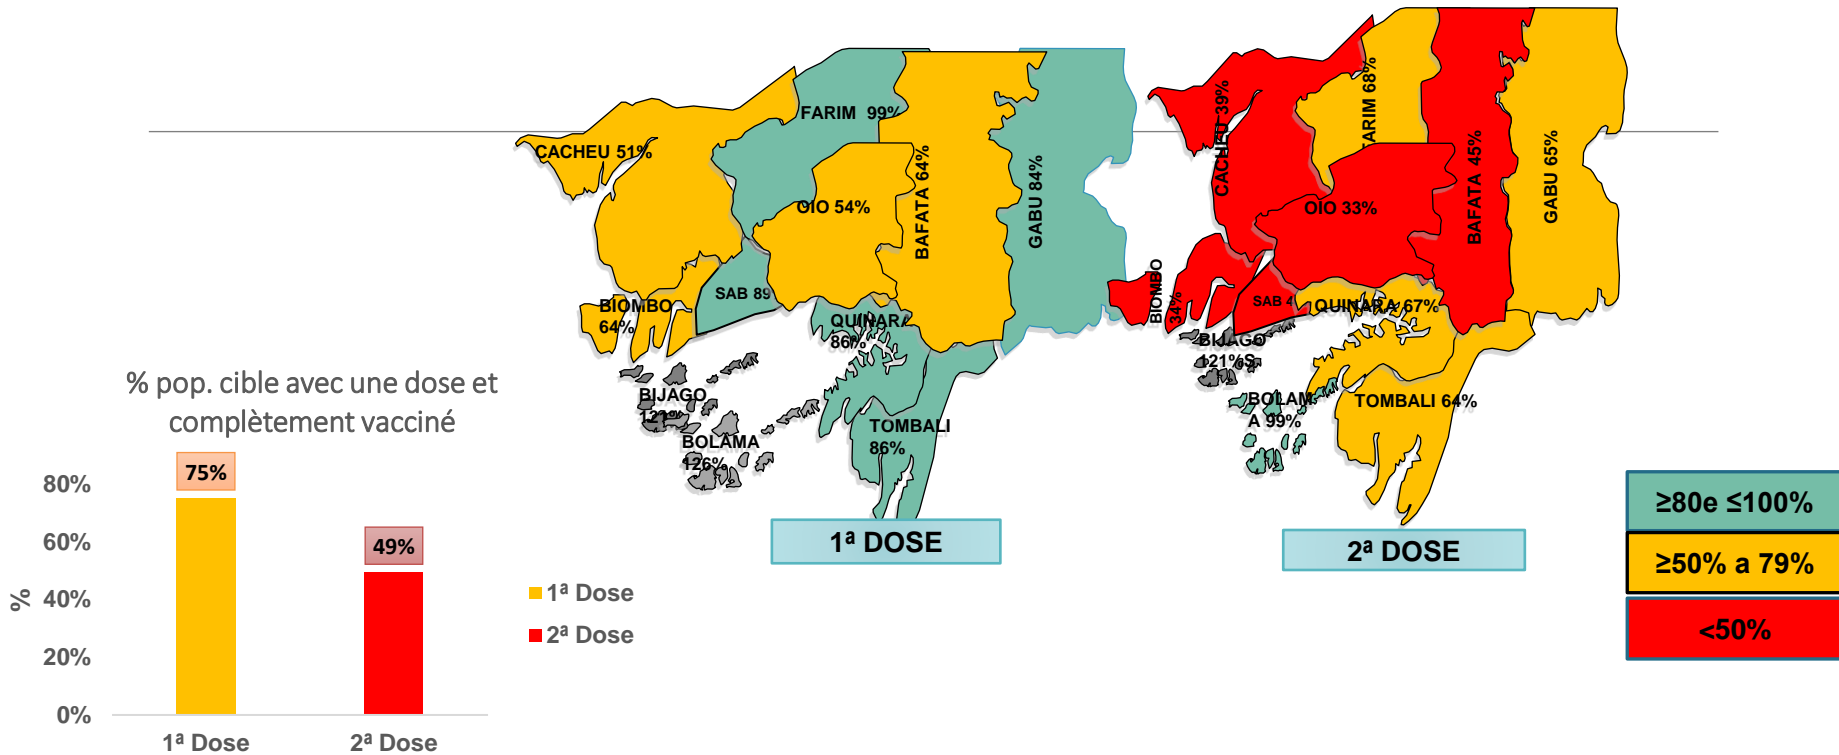 FARIM 99%
CACHEU 51%
OIO 54%
BAFATA 64%
GABU 84%
SAB 89
BIOMBO
64%
QUINARA
86%
BIJAGO
BOLAMA
126%
TOMBALI
86%
1ª DOSE
CACHEU 39%
FARIM 68%
OIO 33%
BAFATA 45%
GABU 65%
BIOMBO
34%
SAB 4
QUINARA 67%
BIJAGO
121%S
BOLAM
A 99%
TOMBALI 64%
2ª DOSE
≥80e ≤100%
≥50% a 79%
<50%
% pop. cible avec une dose et
complètement vacciné
75%
49%
80%
60%
40%
20%
0%
%
1ª Dose
2ª Dose
1ª Dose
2ª Dose